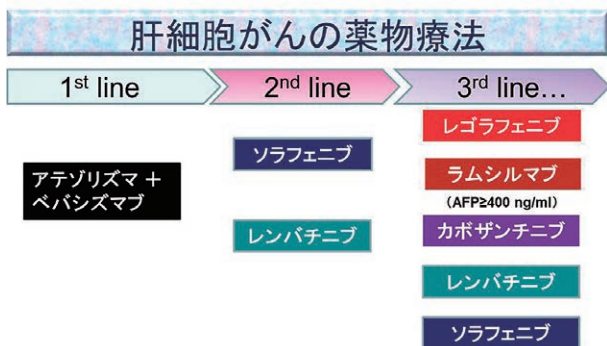 肝細胞がんの薬物療法
1st line
2nd line
3rd line…
アテゾリズマ +
ベバシズマブ
ソラフェニブ
レンバチニブ
レゴラフェニブ
ラムシルマブ
(AFP≥400 ng/ml)
カボザンチニブ
レンバチニブ
ソラフェニブ